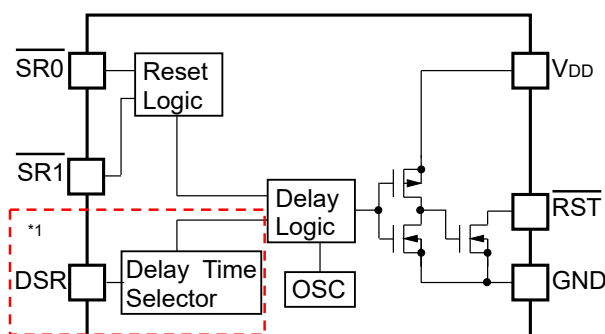 SR0
Reset
Logic
VDD
SR1
*1
Delay
Logic
RST
DSR
Delay Time
Selector
OSC
GND